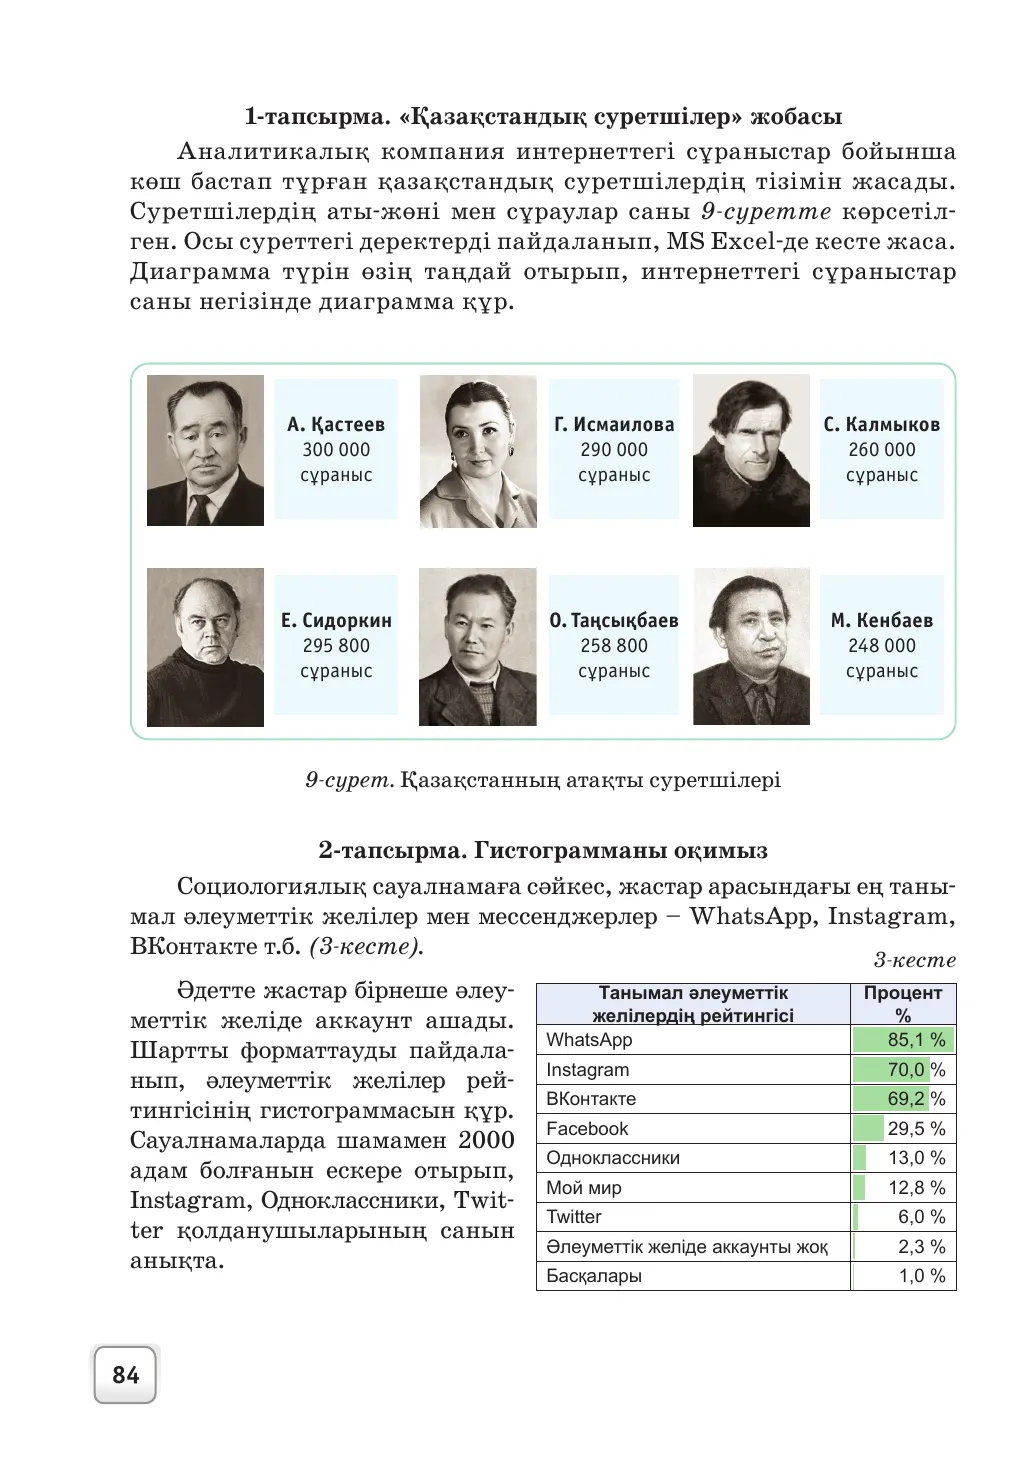 1-тапсырма. «Қазақстандық суретшілер» жобасы
Аналитикалық компания интернеттегі сұраныстар бойынша
көш бастап тұрған қазақстандық суретшілердің тізімін жасады.
Суретшілердің аты-жөні мен сұраулар саны 9-суретте көрсетіл-
ген. Осы суреттегі деректерді пайдаланып, MS Excel-де кесте жаса.
Диаграмма түрін өзің таңдай отырып, интернеттегі сұраныстар
саны негізінде диаграмма құр.
А. Қастеев
300 000
сұраныс
Г. Исмаилова
290 000
сұраныс
С. Калмыков
260 000
сұраныс
Е. Сидоркин
295 800
сұраныс
О. Таңсықбаев
258 800
сұраныс
М. Кенбаев
248 000
сұраныс
9-сурет. Қазақстанның атақты суретшілері
2-тапсырма. Гистограмманы оқимыз
Социологиялық сауалнамаға сәйкес, жастар арасындағы ең таны-
мал әлеуметтік желілер мен мессенджерлер – WhatsApp, Instagram,
ВКонтакте т.б. (3-кесте).
3-кесте
Әдетте жастар бірнеше әлеу-
меттік желіде аккаунт ашады.
Шартты форматтауды пайдала-
нып, әлеуметтік желілер рей-
тингісінің гистограммасын құр.
Сауалнамаларда шамамен 2000
адам болғанын ескере отырып,
Instagram, Одноклассники, Twit-
ter қолданушыларының санын
анықта.
Танымал әлеуметтік желілердің рейтингісі Процент %
WhatsApp 85,1 %
Instagram 70,0 %
ВКонтакте 69,2 %
Facebook 29,5 %
Одноклассники 13,0 %
Мой мир 12,8 %
Twitter 6,0 %
Әлеуметтік желіде аккаунты жоқ 2,3 %
Басқалары 1,0 %
84